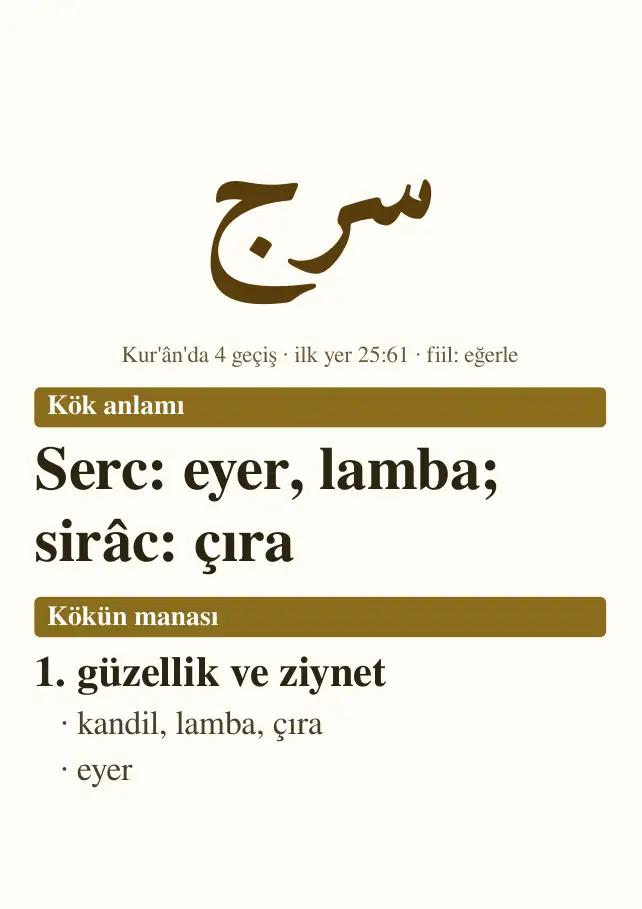 سرج
Kur'ân'da 4 geçiş · ilk yer 25:61 · fiil: eğerle
Kök anlamı
Serc: eyer, lamba;
sirâc: çıra
Kökün manası
1. güzellik ve ziynet
· kandil, lamba, çıra
· eyer